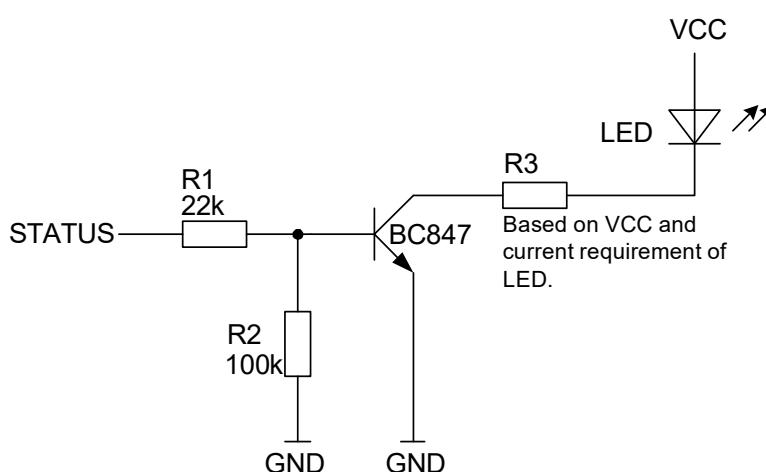 VCC
LED
R3
R1
22k
STATUS
BC847
Based on VCC and
current requirement of
LED.
R2
100k
GND
GND